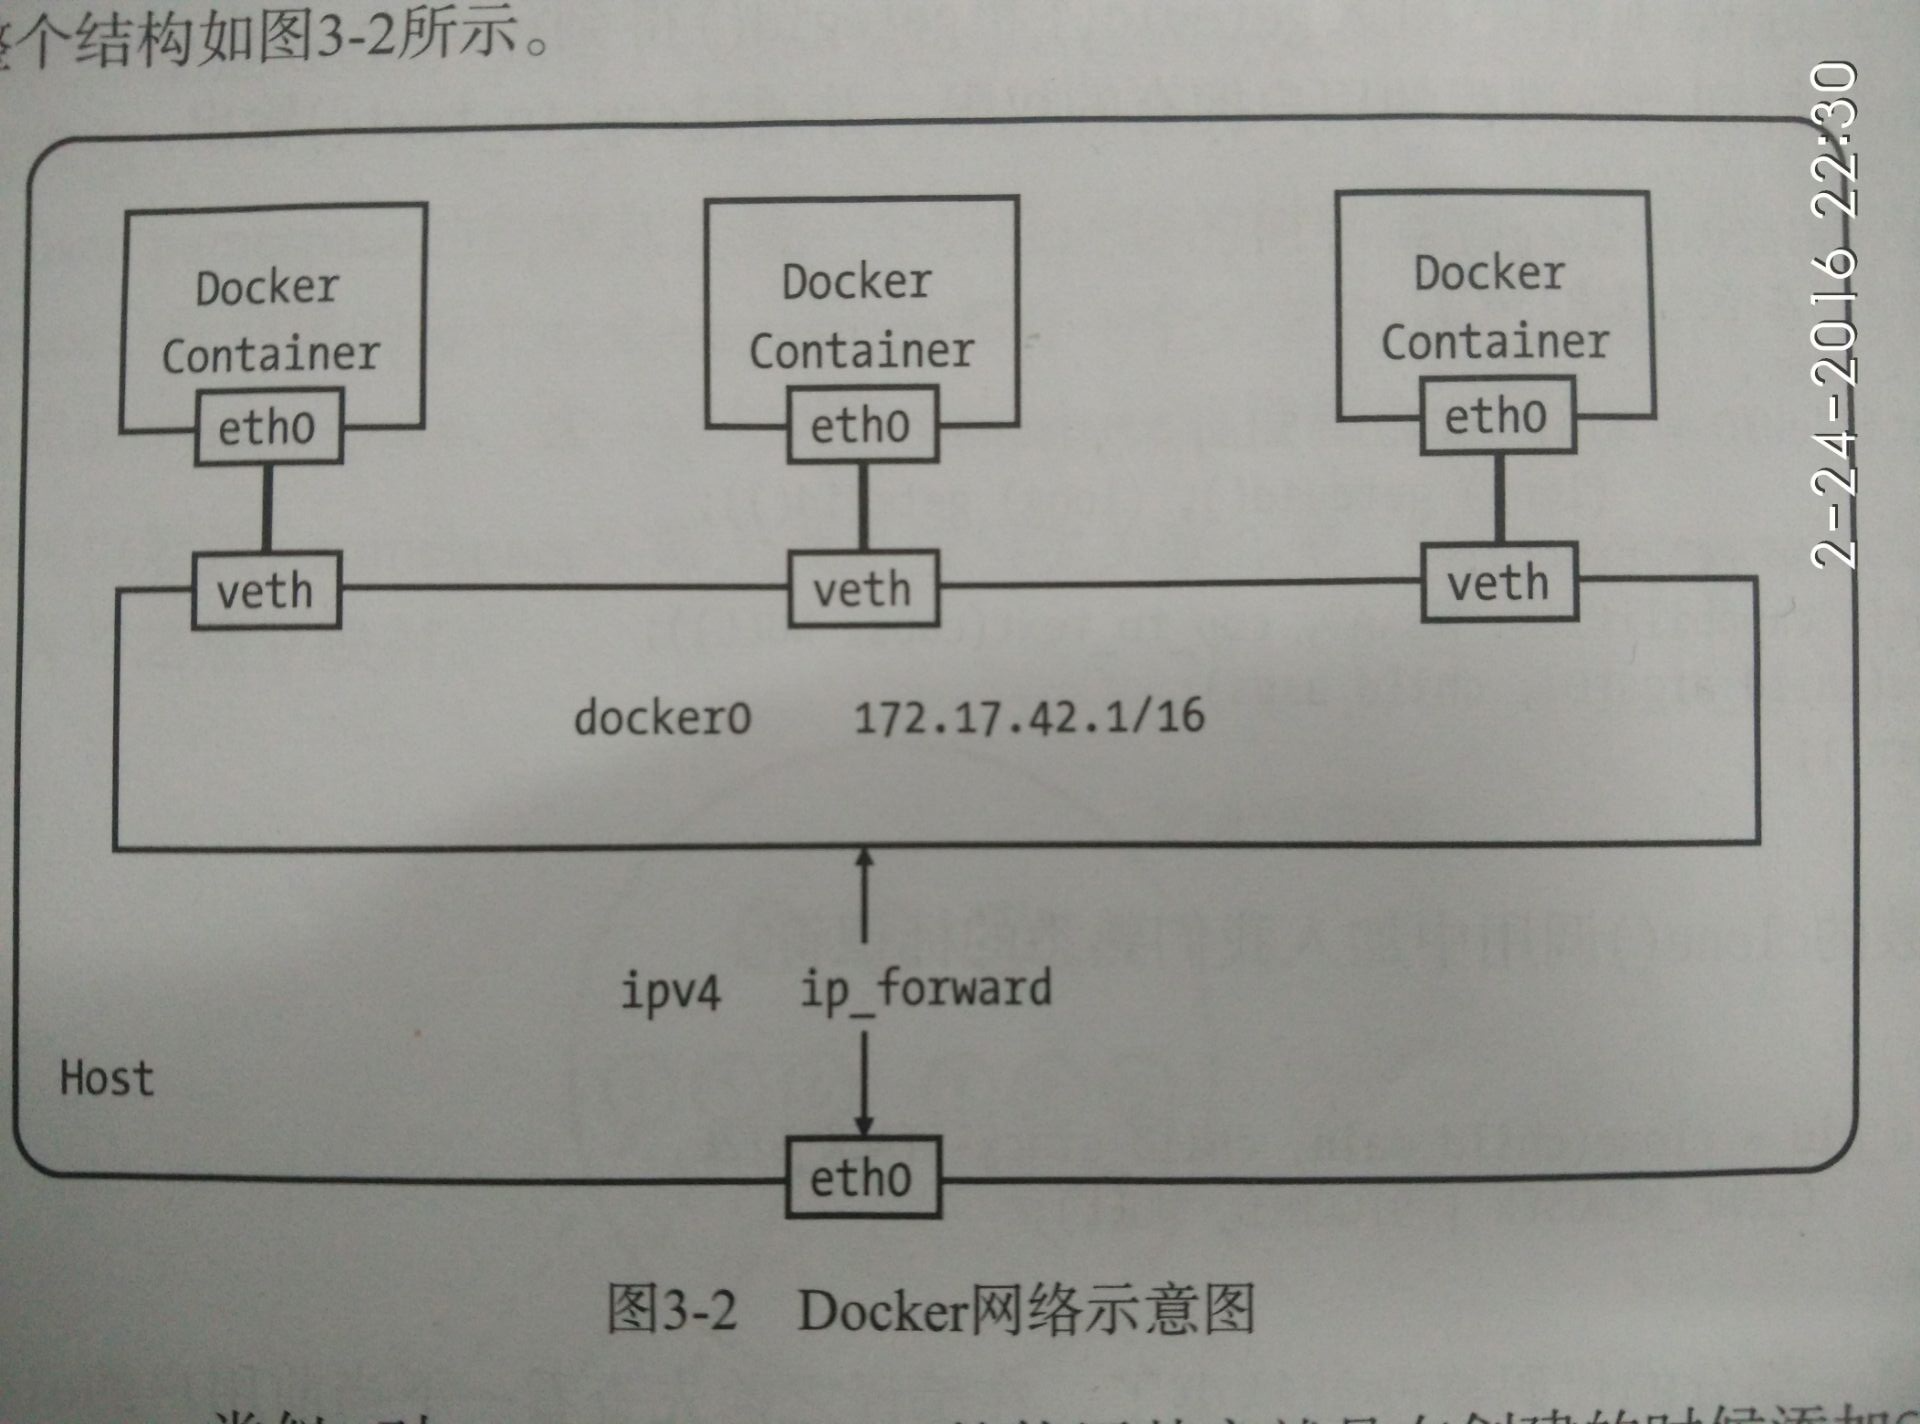 个结构如图3-2所示。
2-24-2016 22:30
Docker
Container
eth0
Docker
Container
eth0
Docker
Container
eth0
veth
veth
veth
docker0 172.17.42.1/16
ipv4 ip_forward
Host
eth0
图3-2 Docker网络示意图